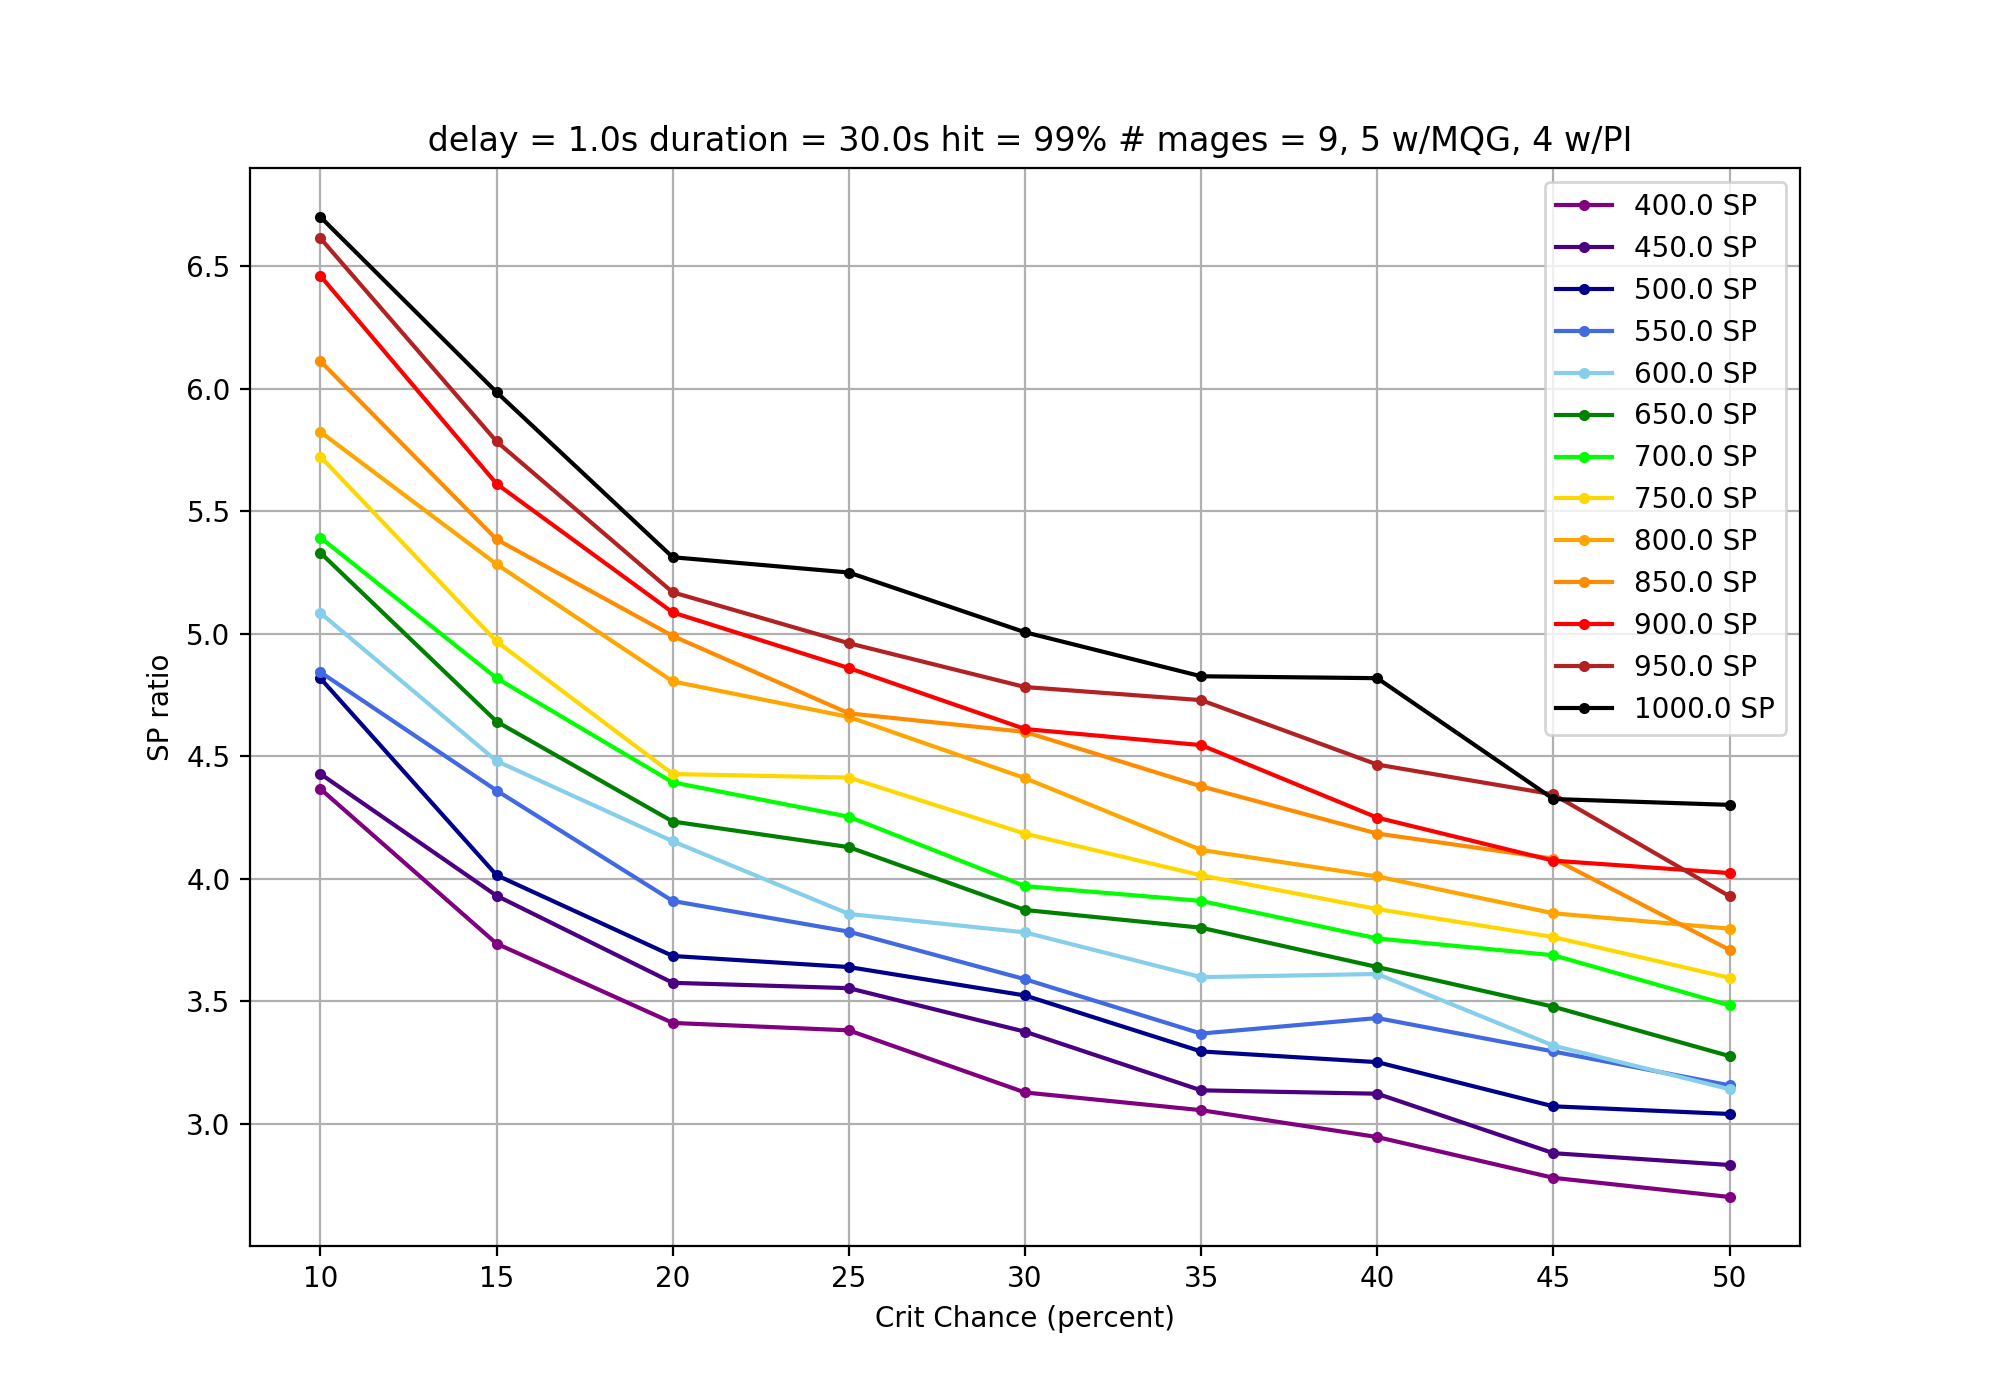 delay = 1.0s duration = 30.0s hit = 99% # mages = 9, 5 w/MQG, 4 w/PI
400.0 SP
450.0 SP
500.0 SP
550.0 SP
600.0 SP
650.0 SP
700.0 SP
750.0 SP
800.0 SP
850.0 SP
900.0 SP
950.0 SP
1000.0 SP
SP ratio
6.5
6.0
5.5
5.0
4.5
4.0
3.5
3.0
10 15 20 25 30 35 40 45 50
Crit Chance (percent)